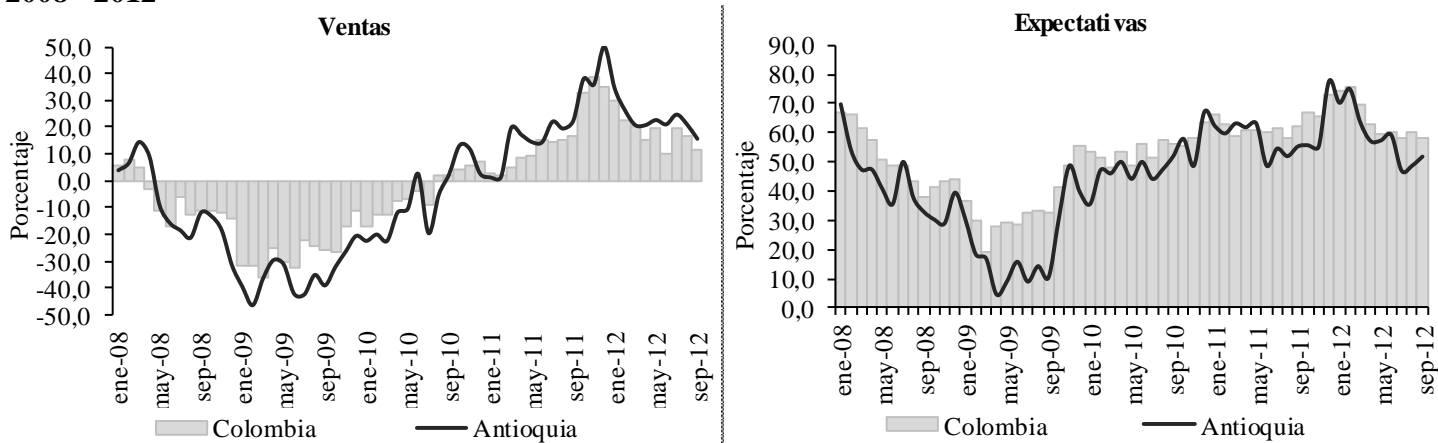 Ventas
50,0
40,0
30,0
20,0
10,0
0,0
-10,0
-20,0
-30,0
-40,0
-50,0
Porcentaje
ene-08
may-08
sep-08
ene-09
may-09
sep-09
ene-10
may-10
sep-10
ene-11
may-11
sep-11
ene-12
may-12
sep-12
Colombia
Antioquia
Expectativas
90,0
80,0
70,0
60,0
50,0
40,0
30,0
20,0
10,0
0,0
Porcentaje
ene-08
may-08
sep-08
ene-09
may-09
sep-09
ene-10
may-10
sep-10
ene-11
may-11
sep-11
ene-12
may-12
sep-12
Colombia
Antioquia